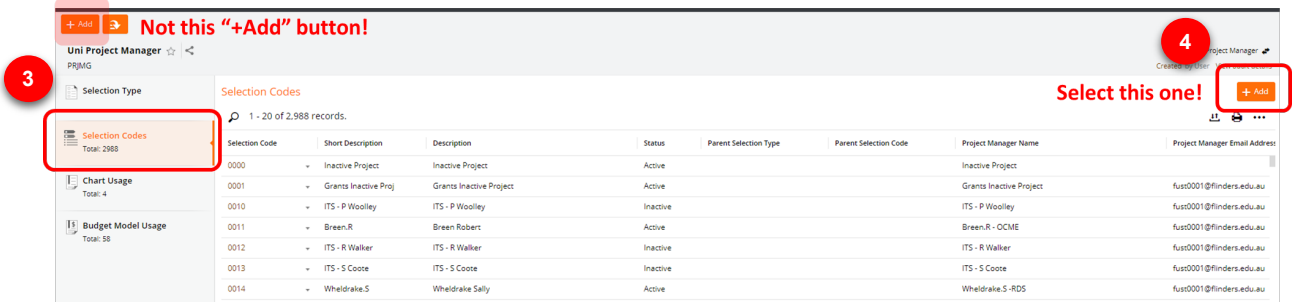 + Add Not this “+Add” button!
Uni Project Manager
PRJMG
4
Project Manager
Created By User
3
Selection Type
Selection Codes
Select this one!
+ Add
1 - 20 of 2,988 records.
Selection Codes
Total: 2988
Chart Usage
Total: 4
Budget Model Usage
Total: 58
Selection Code Short Description Description Status Parent Selection Type Parent Selection Code Project Manager Name Project Manager Email Address
0000 Inactive Project Inactive Project Active Inactive Project
0001 Grants Inactive Proj Grants Inactive Project Active Grants Inactive Project fust0001@flinders.edu.au
0010 ITS - P Woolley ITS - P Woolley Inactive ITS - P Woolley fust0001@flinders.edu.au
0011 Breen.R Breen Robert Active Breen.R - OCME fust0001@flinders.edu.au
0012 ITS - R Walker ITS - R Walker Inactive ITS - R Walker fust0001@flinders.edu.au
0013 ITS - S Coote ITS - S Coote Inactive ITS - S Coote fust0001@flinders.edu.au
0014 Wheldrake.S Wheldrake Sally Active Wheldrake.S -RDS fust0001@flinders.edu.au